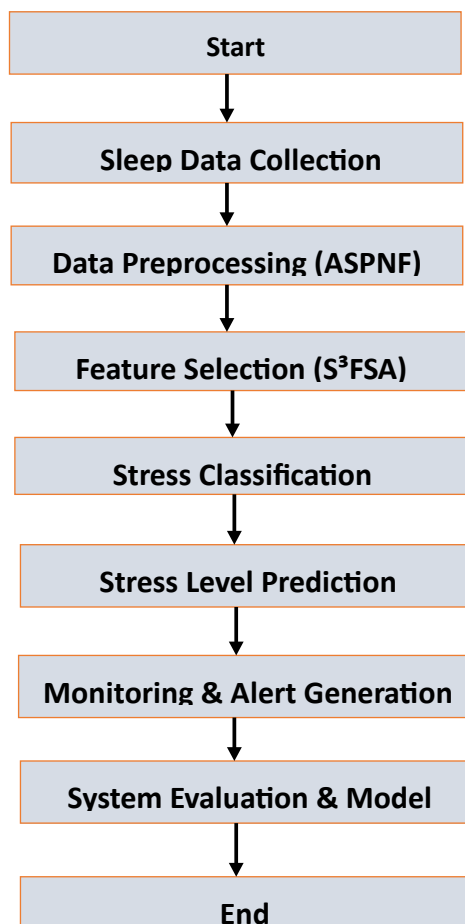 Start
Sleep Data Collection
Data Preprocessing (ASPNF)
Feature Selection (S³FSA)
Stress Classification
Stress Level Prediction
Monitoring & Alert Generation
System Evaluation & Model
End